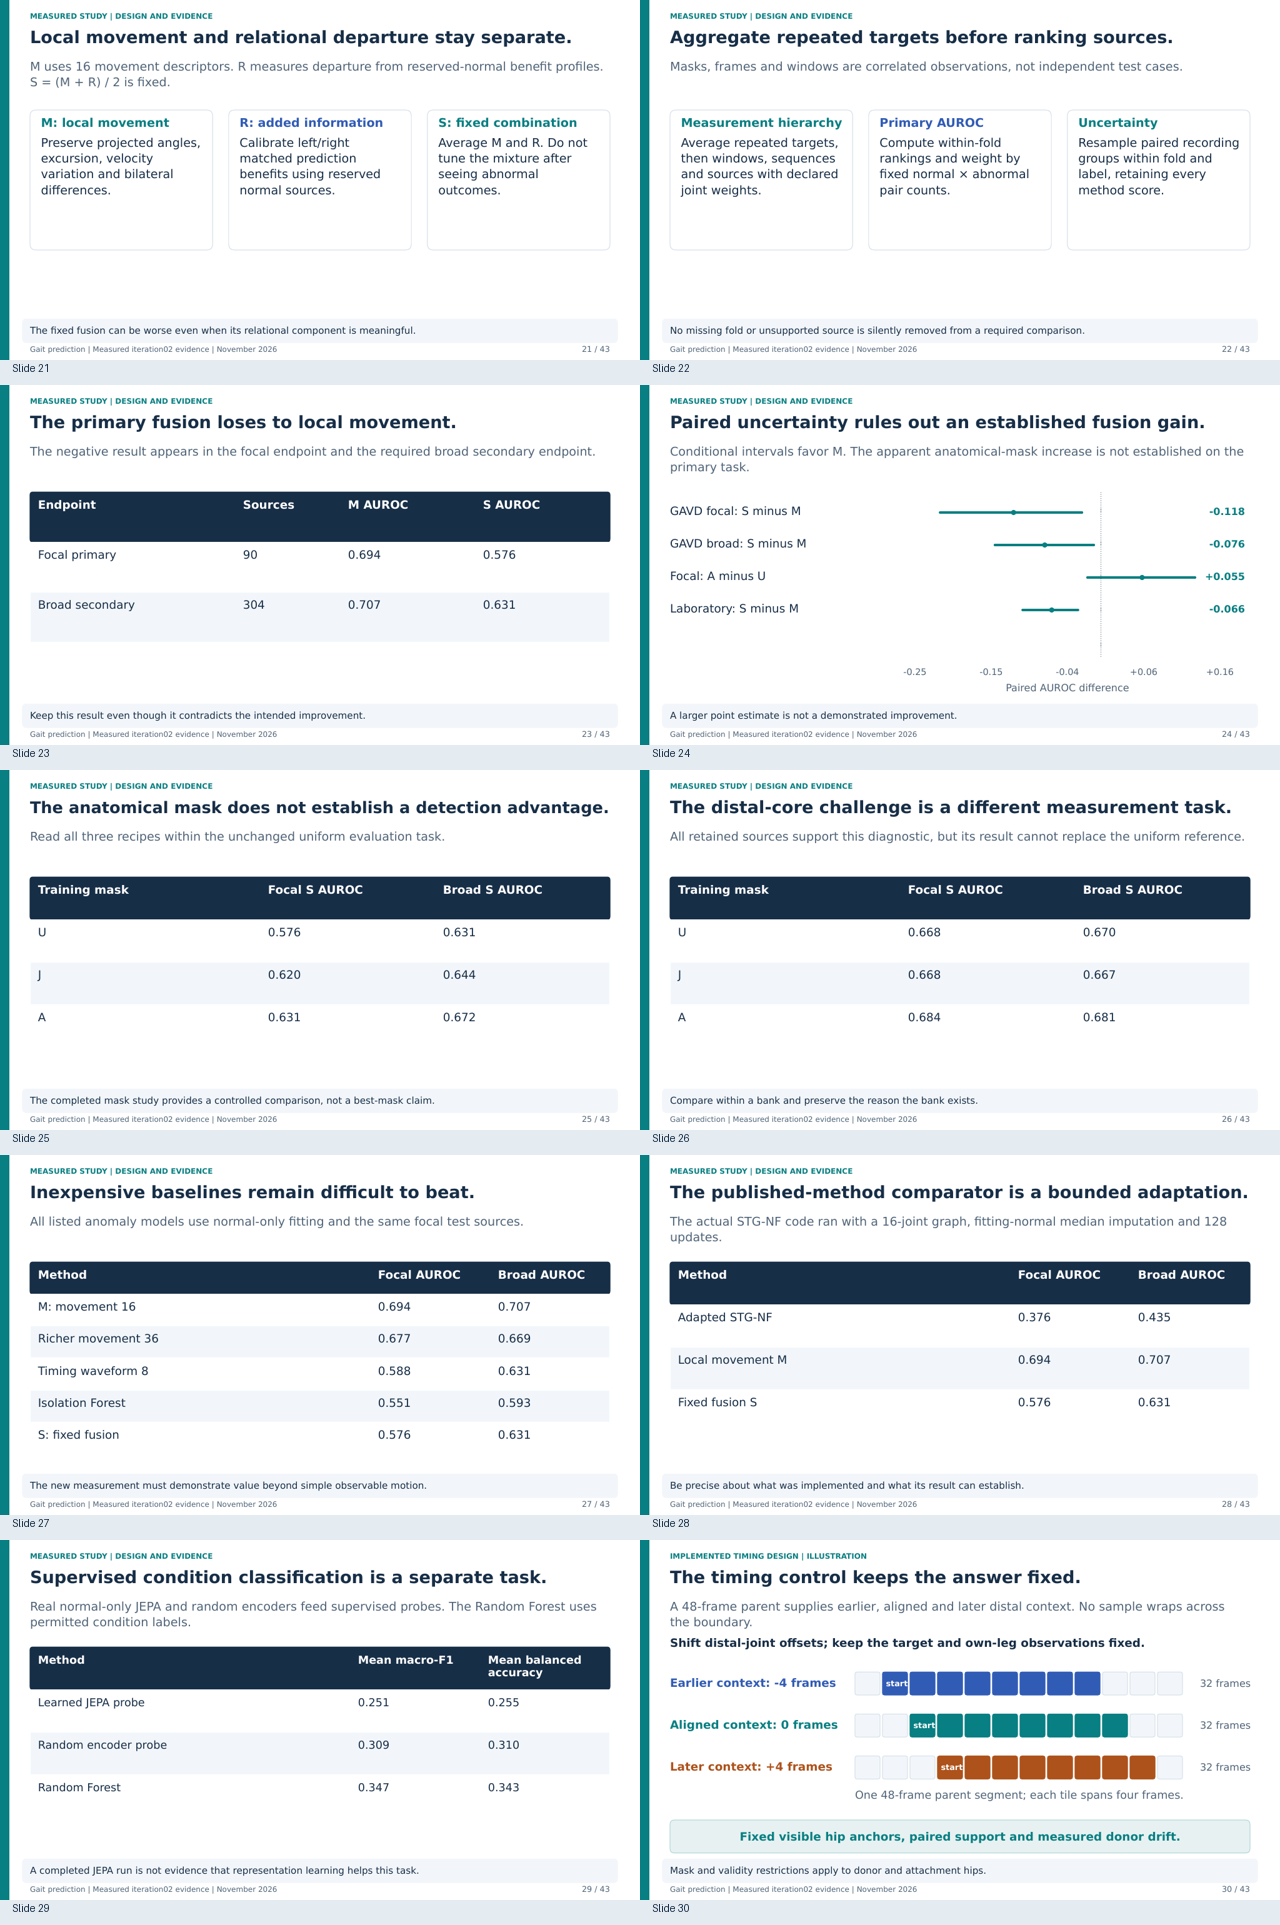 MEASURED STUDY | DESIGN AND EVIDENCE
Local movement and relational departure stay separate.
M uses 16 movement descriptors. R measures departure from reserved-normal benefit profiles.
S = (M + R) / 2 is fixed.
M: local movement
Preserve projected angles,
excursion, velocity
variation and bilateral
differences.
R: added information
Calibrate left/right
matched prediction
benefits using reserved
normal sources.
S: fixed combination
Average M and R. Do not
tune the mixture after
seeing abnormal
outcomes.
The fixed fusion can be worse even when its relational component is meaningful.
Gait prediction | Measured iteration02 evidence | November 2026
21 / 43
Slide 21
MEASURED STUDY | DESIGN AND EVIDENCE
Aggregate repeated targets before ranking sources.
Masks, frames and windows are correlated observations, not independent test cases.
Measurement hierarchy
Average repeated targets,
then windows, sequences
and sources with declared
joint weights.
Primary AUROC
Compute within-fold
rankings and weight by
fixed normal × abnormal
pair counts.
Uncertainty
Resample paired recording
groups within fold and
label, retaining every
method score.
No missing fold or unsupported source is silently removed from a required comparison.
Gait prediction | Measured iteration02 evidence | November 2026
22 / 43
Slide 22
MEASURED STUDY | DESIGN AND EVIDENCE
The primary fusion loses to local movement.
The negative result appears in the focal endpoint and the required broad secondary endpoint.
Endpoint Sources M AUROC S AUROC
Focal primary 90 0.694 0.576
Broad secondary 304 0.707 0.631
Keep this result even though it contradicts the intended improvement.
Gait prediction | Measured iteration02 evidence | November 2026
23 / 43
Slide 23
MEASURED STUDY | DESIGN AND EVIDENCE
Paired uncertainty rules out an established fusion gain.
Conditional intervals favor M. The apparent anatomical-mask increase is not established on the
primary task.
GAVD focal: S minus M -0.118
GAVD broad: S minus M -0.076
Focal: A minus U +0.055
Laboratory: S minus M -0.066
-0.25 -0.15 -0.04 +0.06 +0.16
Paired AUROC difference
A larger point estimate is not a demonstrated improvement.
Gait prediction | Measured iteration02 evidence | November 2026
24 / 43
Slide 24
MEASURED STUDY | DESIGN AND EVIDENCE
The anatomical mask does not establish a detection advantage.
Read all three recipes within the unchanged uniform evaluation task.
Training mask Focal S AUROC Broad S AUROC
U 0.576 0.631
J 0.620 0.644
A 0.631 0.672
The completed mask study provides a controlled comparison, not a best-mask claim.
Gait prediction | Measured iteration02 evidence | November 2026
25 / 43
Slide 25
MEASURED STUDY | DESIGN AND EVIDENCE
The distal-core challenge is a different measurement task.
All retained sources support this diagnostic, but its result cannot replace the uniform reference.
Training mask Focal S AUROC Broad S AUROC
U 0.668 0.670
J 0.668 0.667
A 0.684 0.681
Compare within a bank and preserve the reason the bank exists.
Gait prediction | Measured iteration02 evidence | November 2026
26 / 43
Slide 26
MEASURED STUDY | DESIGN AND EVIDENCE
Inexpensive baselines remain difficult to beat.
All listed anomaly models use normal-only fitting and the same focal test sources.
Method Focal AUROC Broad AUROC
M: movement 16 0.694 0.707
Richer movement 36 0.677 0.669
Timing waveform 8 0.588 0.631
Isolation Forest 0.551 0.593
S: fixed fusion 0.576 0.631
The new measurement must demonstrate value beyond simple observable motion.
Gait prediction | Measured iteration02 evidence | November 2026
27 / 43
Slide 27
MEASURED STUDY | DESIGN AND EVIDENCE
The published-method comparator is a bounded adaptation.
The actual STG-NF code ran with a 16-joint graph, fitting-normal median imputation and 128
updates.
Method Focal AUROC Broad AUROC
Adapted STG-NF 0.376 0.435
Local movement M 0.694 0.707
Fixed fusion S 0.576 0.631
Be precise about what was implemented and what its result can establish.
Gait prediction | Measured iteration02 evidence | November 2026
28 / 43
Slide 28
MEASURED STUDY | DESIGN AND EVIDENCE
Supervised condition classification is a separate task.
Real normal-only JEPA and random encoders feed supervised probes. The Random Forest uses
permitted condition labels.
Method Mean macro-F1 Mean balanced
accuracy
Learned JEPA probe 0.251 0.255
Random encoder probe 0.309 0.310
Random Forest 0.347 0.343
A completed JEPA run is not evidence that representation learning helps this task.
Gait prediction | Measured iteration02 evidence | November 2026
29 / 43
Slide 29
IMPLEMENTED TIMING DESIGN | ILLUSTRATION
The timing control keeps the answer fixed.
A 48-frame parent supplies earlier, aligned and later distal context. No sample wraps across
the boundary.
Shift distal-joint offsets; keep the target and own-leg observations fixed.
Earlier context: -4 frames start 32 frames
Aligned context: 0 frames start 32 frames
Later context: +4 frames start 32 frames
One 48-frame parent segment; each tile spans four frames.
Fixed visible hip anchors, paired support and measured donor drift.
Mask and validity restrictions apply to donor and attachment hips.
Gait prediction | Measured iteration02 evidence | November 2026
30 / 43
Slide 30